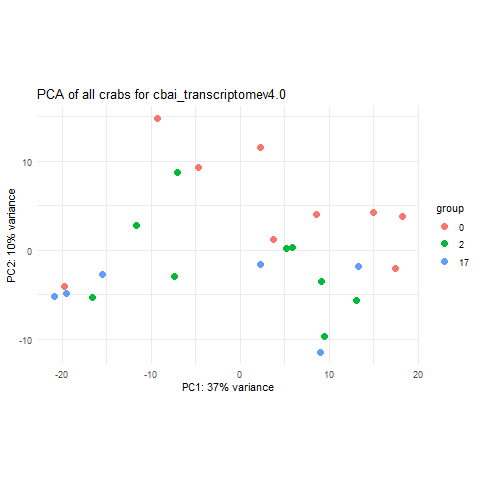 PCA of all crabs for cbai_transcriptomev4.0
PC2: 10% variance
10
0
-10
-20
-10
0
10
20
PC1: 37% variance
group
0
2
17